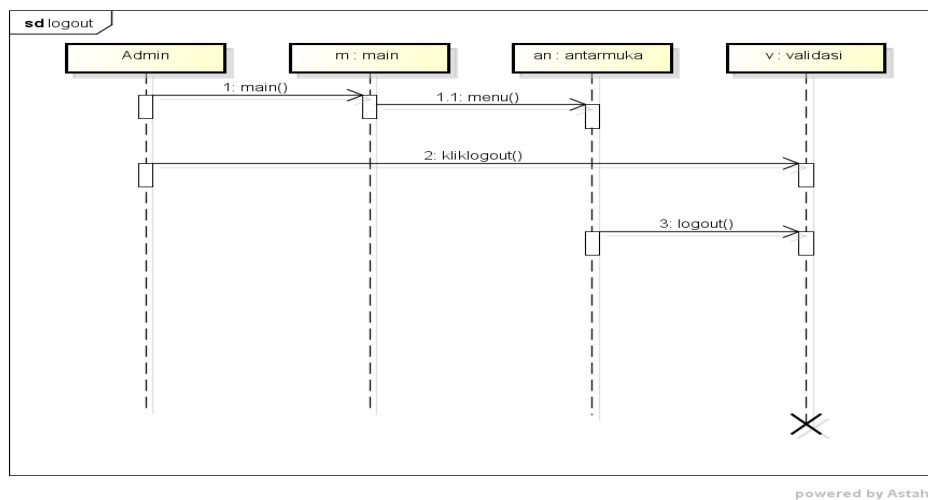 sd logout
Admin
m : main
an : antarmuka
v : validasi
1: main()
1.1: menu()
2: kliklogout()
3: logout()
powered by Astah